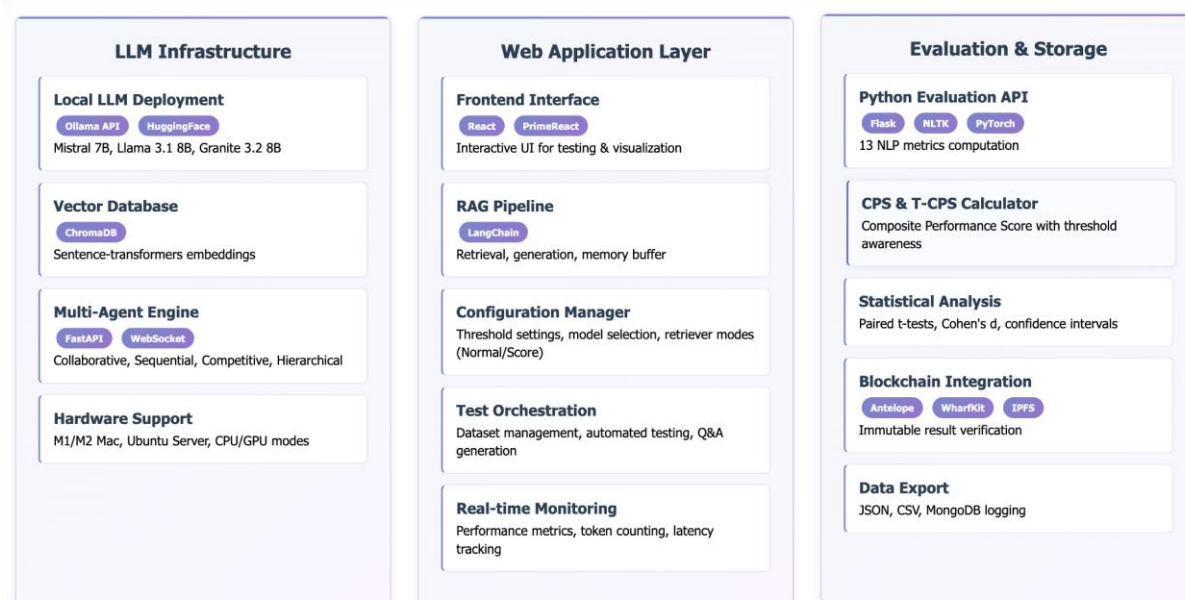 LLM Infrastructure
Local LLM Deployment
Ollama API HuggingFace
Mistral 7B, Llama 3.1 8B, Granite 3.2 8B
Vector Database
ChromaDB
Sentence-transformers embeddings
Multi-Agent Engine
FastAPI WebSocket
Collaborative, Sequential, Competitive, Hierarchical
Hardware Support
M1/M2 Mac, Ubuntu Server, CPU/GPU modes
Web Application Layer
Frontend Interface
React PrimeReact
Interactive UI for testing & visualization
RAG Pipeline
LangChain
Retrieval, generation, memory buffer
Configuration Manager
Threshold settings, model selection, retriever modes
(Normal/Score)
Test Orchestration
Dataset management, automated testing, Q&A
generation
Real-time Monitoring
Performance metrics, token counting, latency
tracking
Evaluation & Storage
Python Evaluation API
Flask NLTK PyTorch
13 NLP metrics computation
CPS & T-CPS Calculator
Composite Performance Score with threshold
awareness
Statistical Analysis
Paired t-tests, Cohen's d, confidence intervals
Blockchain Integration
Antelope WharfKit IPFS
Immutable result verification
Data Export
JSON, CSV, MongoDB logging